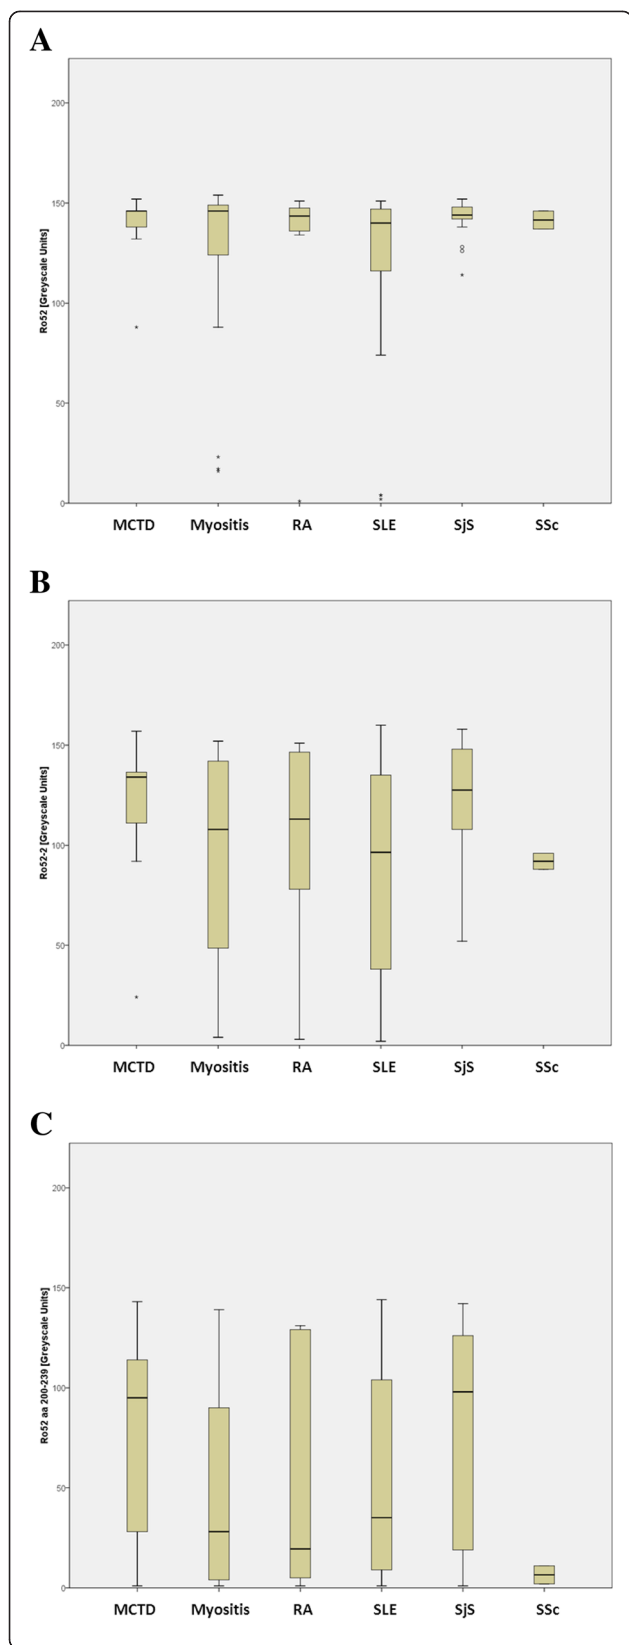 A
Ro52 [Greyscale Units]
200
150
100
50
0
MCTD Myositis RA SLE SjS SSc
B
Ro52-2 [Greyscale Units]
200
150
100
50
0
MCTD Myositis RA SLE SjS SSc
C
Ro52 aa 200-239 [Greyscale Units]
200
150
100
50
0
MCTD Myositis RA SLE SjS SSc